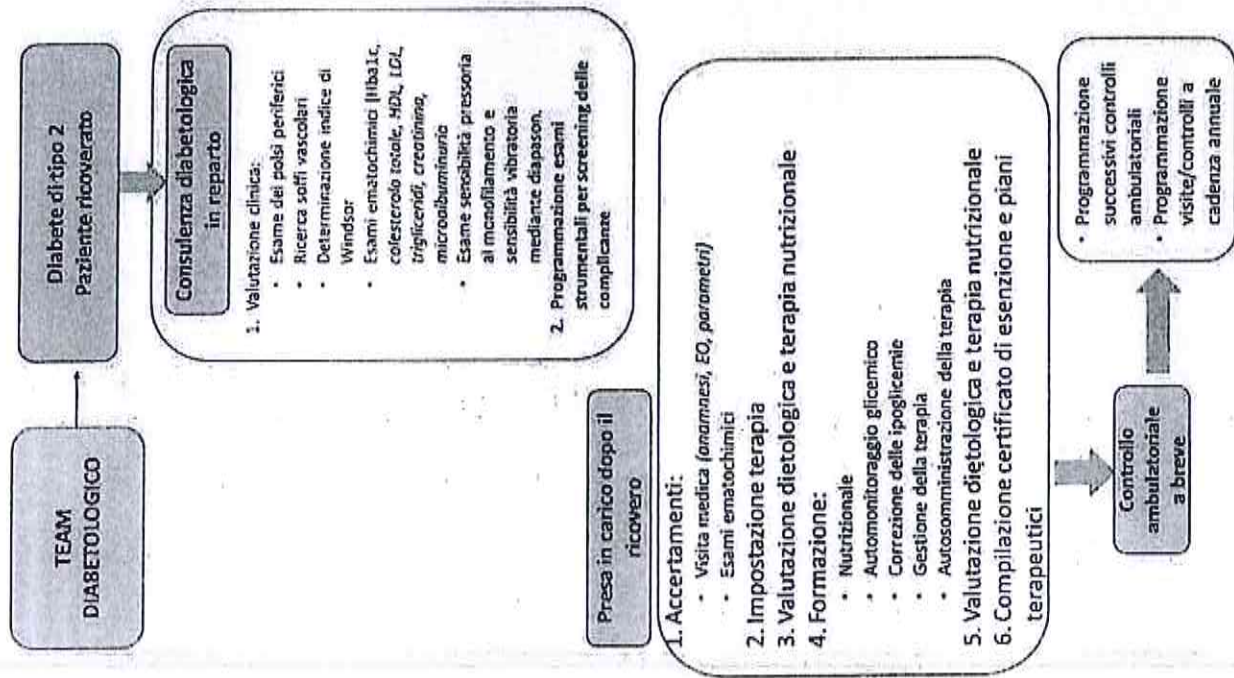 TEAM
DIABETOLOGICO
Diabete di tipo 2
Paziente ricoverato
Consulenza diabetologica
in reparto
1. Valutazione clinica:
• Esame dei polsi periferici
• Ricerca soffi vascolari
• Determinazione indice di
Windsor
• Esami ematochimici (Hba1c,
colesterolo totale, HDL, LDL,
trigliceridi, creatinina,
microalbuminuria
• Esame sensibilità pressoria
al monofilamento e
sensibilità vibratoria
mediante diapason.
2. Programmazione esami
strumentali per screening delle
complicanze
Presa in carico dopo il
ricovero
1. Accertamenti:
• Visita medica (anamnesi, EO, parametri)
• Esami ematochimici
2. Impostazione terapia
3. Valutazione dietologica e terapia nutrizionale
4. Formazione:
• Nutrizionale
• Automonitoraggio glicemico
• Correzione delle ipoglicemie
• Gestione della terapia
• Autosomministrazione della terapia
5. Valutazione dietologica e terapia nutrizionale
6. Compilazione certificato di esenzione e piani
terapeutici
Controllo
ambulatoriale
a breve
• Programmazione
successivi controlli
ambulatoriali
• Programmazione
visite/controlli a
cadenza annuale